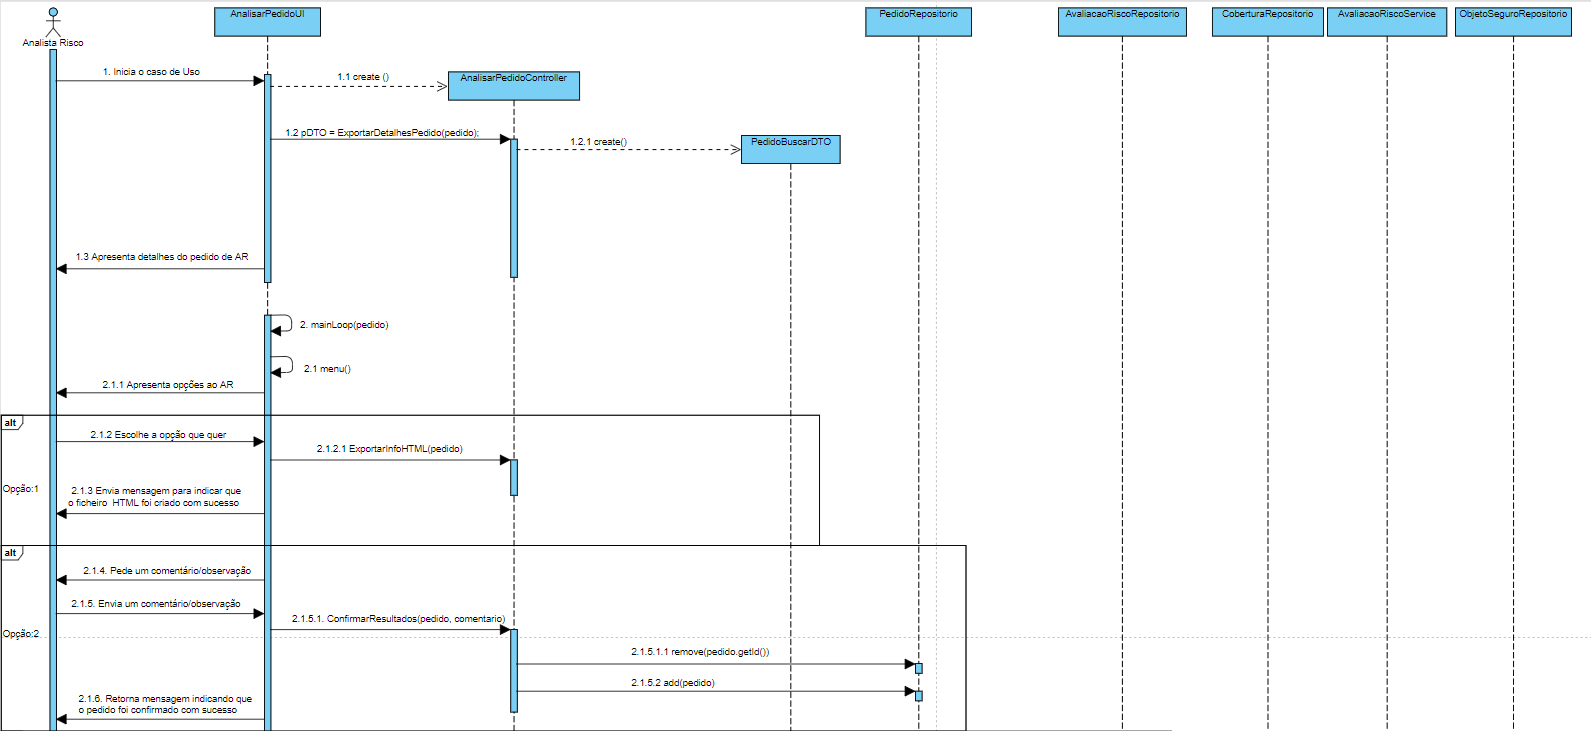 AnalisarPedidoUI
PedidoRepositorio
AvaliacaoRiscoRepositorio
CoberturaRepositorio
AvaliacaoRiscoService
ObjetoSeguroRepositorio
Analista Risco
1. Inicia o caso de Uso
1.1 create ()
AnalisarPedidoController
1.2 pDTO = ExportarDetalhesPedido(pedido);
1.2.1 create()
PedidoBuscarDTO
1.3 Apresenta detalhes do pedido de AR
2. mainLoop(pedido)
2.1 menu()
2.1.1 Apresenta opções ao AR
alt
2.1.2 Escolhe a opção que quer
2.1.2.1 ExportarInfoHTML(pedido)
Opção:1
2.1.3 Envia mensagem para indicar que
o ficheiro HTML foi criado com sucesso
alt
2.1.4. Pede um comentário/observação
2.1.5. Envia um comentário/observação
2.1.5.1. ConfirmarResultados(pedido, comentario)
Opção:2
2.1.5.1.1 remove(pedido.getId())
2.1.5.2 add(pedido)
2.1.6. Retorna mensagem indicando que
o pedido foi confirmado com sucesso